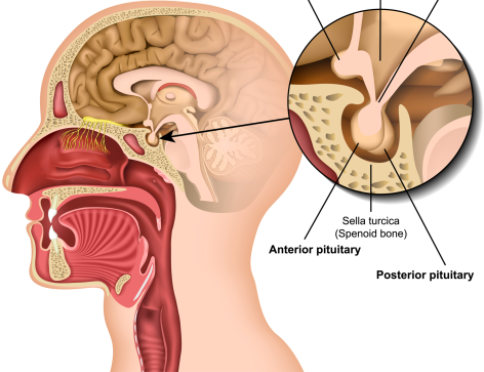 Sella turcica
(Spenoid bone)
Anterior pituitary
Posterior pituitary